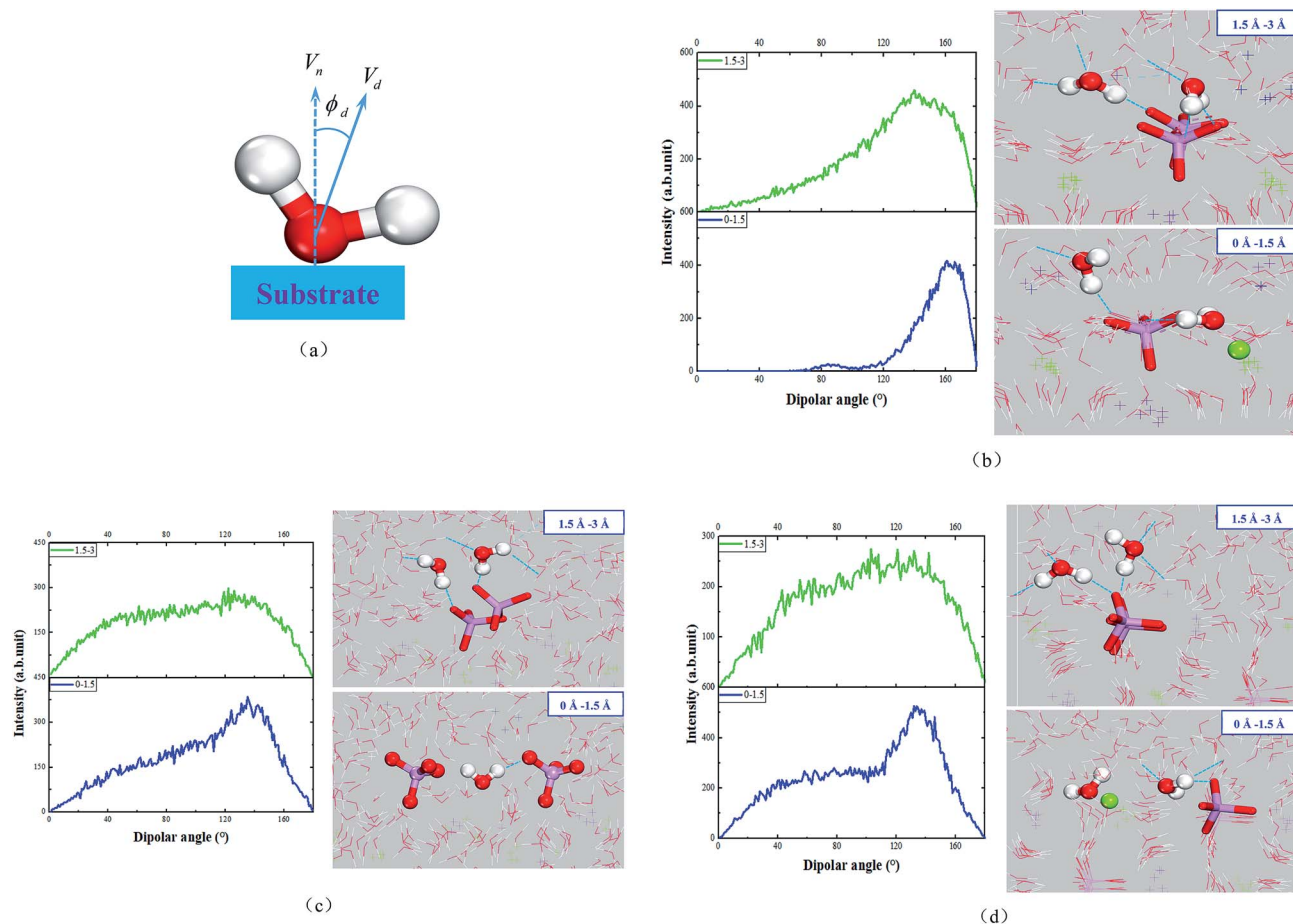 V_n
V_d
ϕ_d
Substrate
（a）
0 40 80 120 160
600
1.5-3
400
200
600
0-1.5
400
200
0
0 40 80 120 160
Intensity (a.b.unit)
Dipolar angle (°)
1.5 Å -3 Å
0 Å -1.5 Å
（b）
0 40 80 120 160
450
1.5-3
300
150
450
0-1.5
300
150
0
0 40 80 120 160
Intensity (a.b.unit)
Dipolar angle (°)
1.5 Å -3 Å
0 Å -1.5 Å
（c）
0 40 80 120 160
300
1.5-3
200
100
600
0-1.5
400
200
0
0 40 80 120 160
Intensity (a.b.unit)
Dipolar angle (°)
1.5 Å -3 Å
0 Å -1.5 Å
（d）